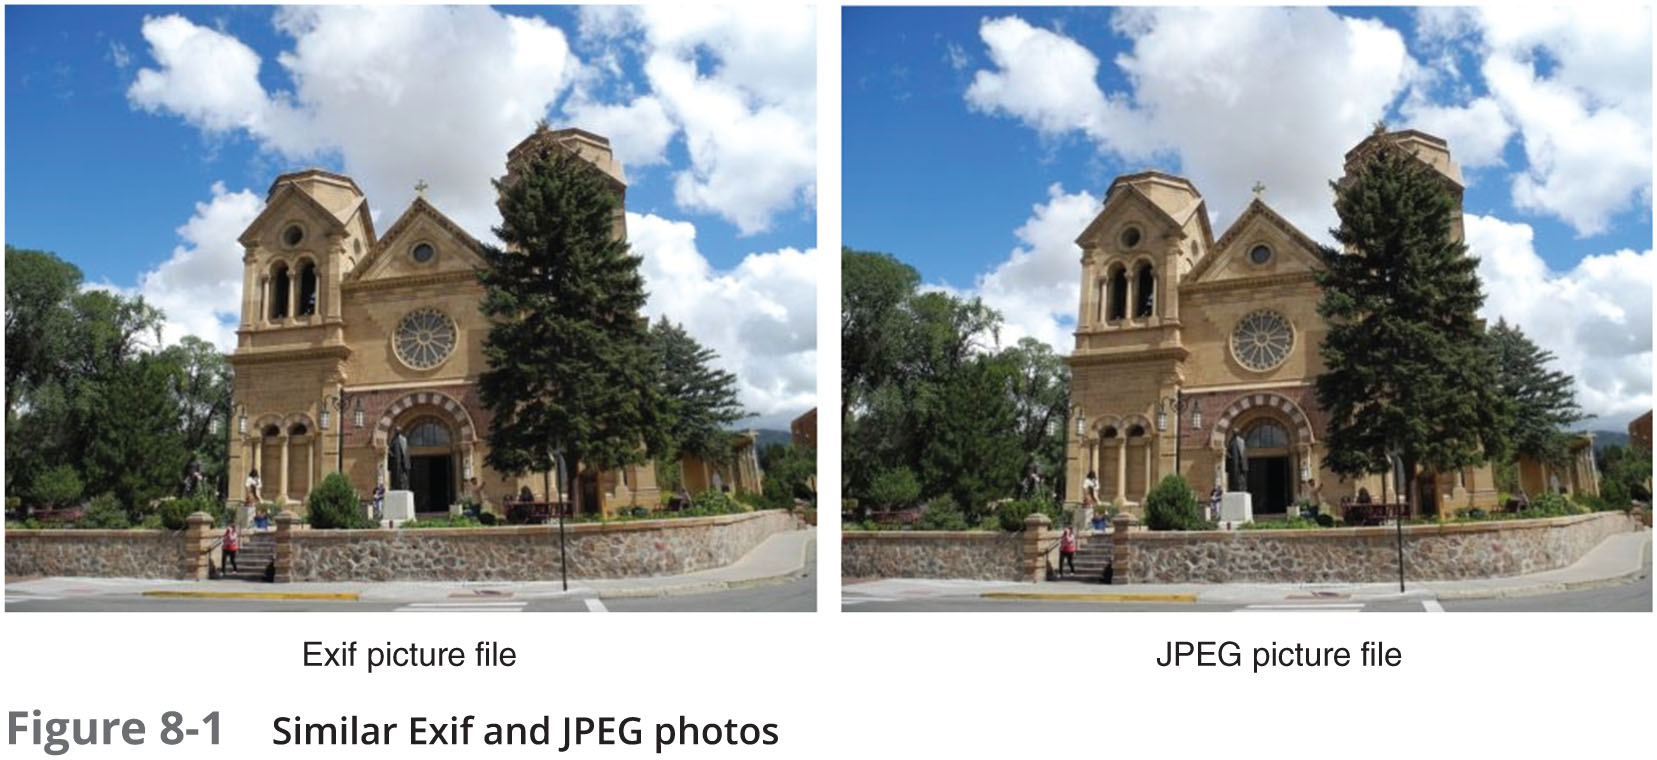 Exif picture file
JPEG picture file
Figure 8-1 Similar Exif and JPEG photos